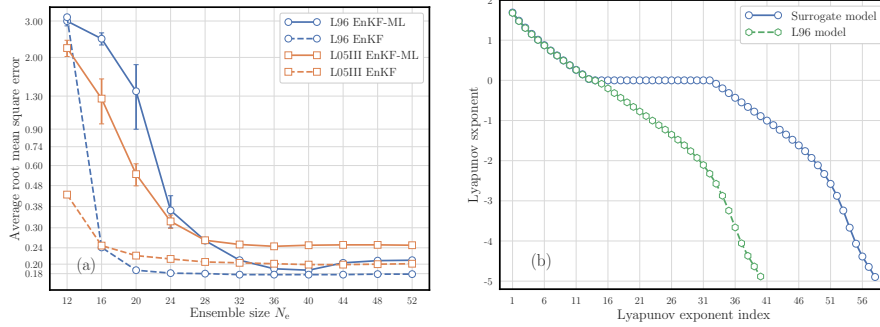 3.00
2.00
1.30
0.90
0.74
0.60
0.48
0.38
0.30
0.24
0.20
0.18
Average root mean square error
12 16 20 24 28 32 36 40 44 48 52
Ensemble size Ne
(a)
L96 EnKF-ML
L96 EnKF
L05III EnKF-ML
L05III EnKF
2
1
0
-1
-2
-3
-4
-5
Lyapunov sxponent
1 6 11 16 21 26 31 36 41 46 51 56
Lyapunov exponent index
(b)
Surrogate model
L96 model